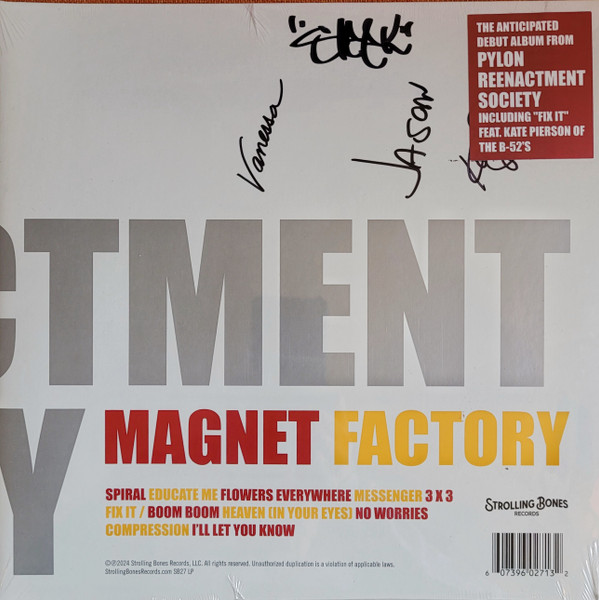 THE ANTICIPATED
DEBUT ALBUM FROM
PYLON
REENACTMENT
SOCIETY
INCLUDING "FIX IT"
FEAT. KATE PIERSON OF
THE B-52'S
Vanessa
JASON
CTMENT
Y
MAGNET FACTORY
SPIRAL EDUCATE ME FLOWERS EVERYWHERE MESSENGER 3 X 3
FIX IT / BOOM BOOM HEAVEN (IN YOUR EYES) NO WORRIES
COMPRESSION I'LL LET YOU KNOW
STROLLING BONES
RECORDS
©℗2024 Strolling Bones Records, LLC. All rights reserved. Unauthorized duplication is a violation of applicable laws.
StrollingBonesRecords.com SB27 LP
6 07396 02713 2